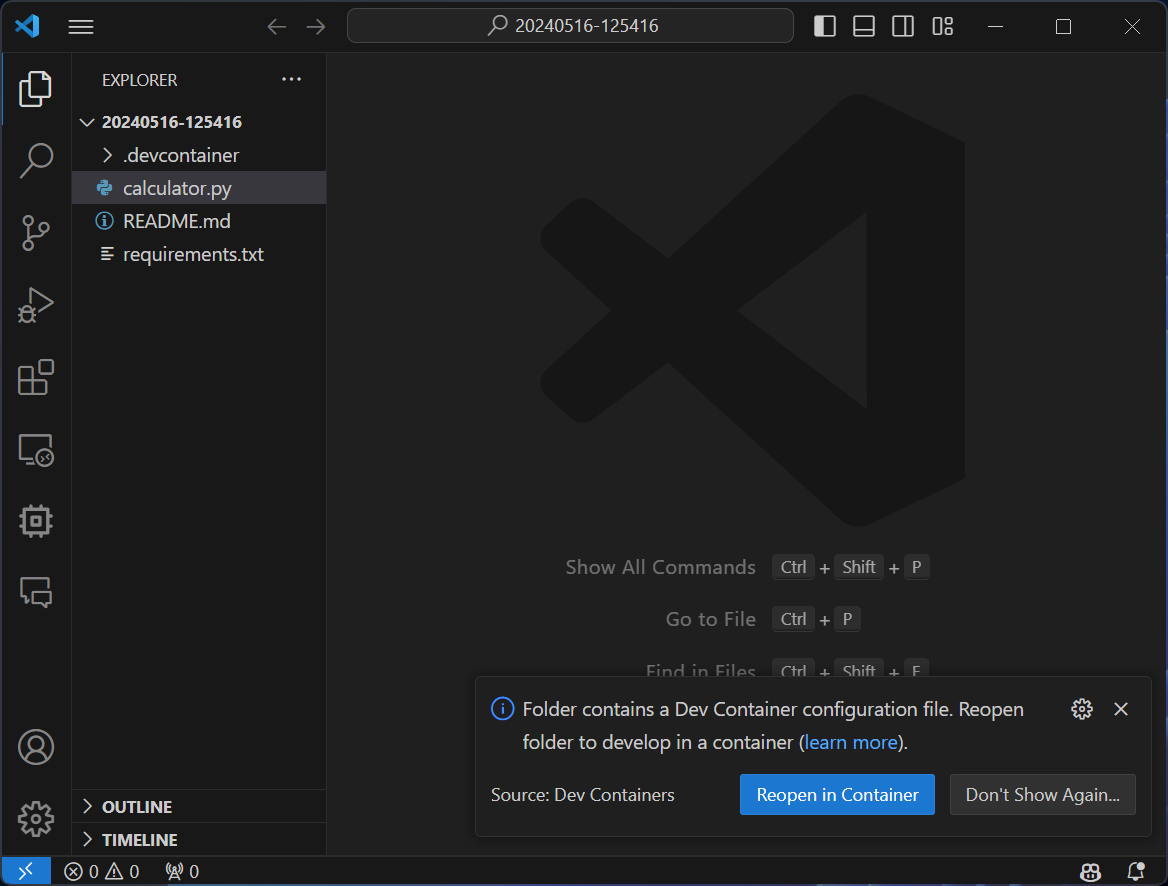 20240516-125416
EXPLORER
20240516-125416
.devcontainer
calculator.py
README.md
requirements.txt
Show All Commands Ctrl + Shift + P
Go to File Ctrl + P
Find in Files Ctrl + Shift + F
Folder contains a Dev Container configuration file. Reopen
folder to develop in a container (learn more).
Source: Dev Containers Reopen in Container Don't Show Again...
OUTLINE
TIMELINE
0 0 0